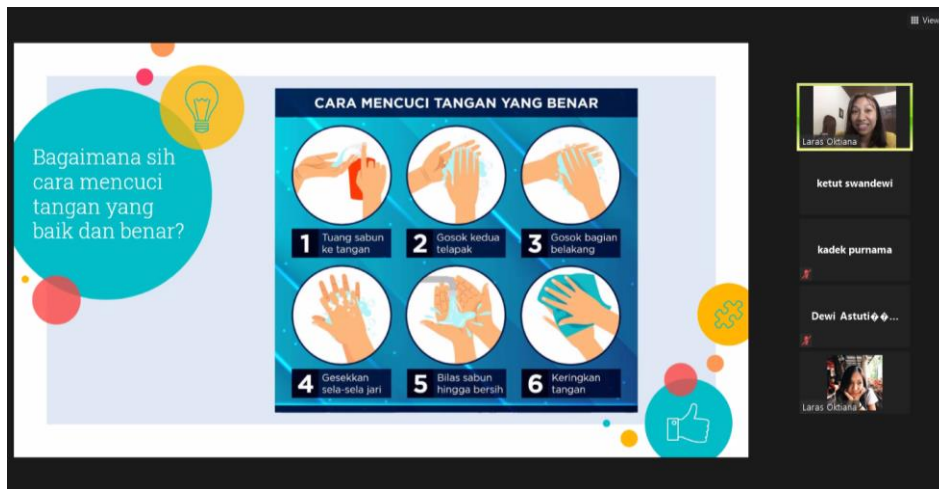 View
Bagaimana sih
cara mencuci
tangan yang
baik dan benar?
CARA MENCUCI TANGAN YANG BENAR
1 Tuang sabun
ke tangan
2 Gosok kedua
telapak
3 Gosok bagian
belakang
4 Gesekkan
sela-sela jari
5 Bilas sabun
hingga bersih
6 Keringkan
tangan
Laras Oktiana
ketut swandewi
kadek purnama
Dewi Astuti��...
Laras Oktiana